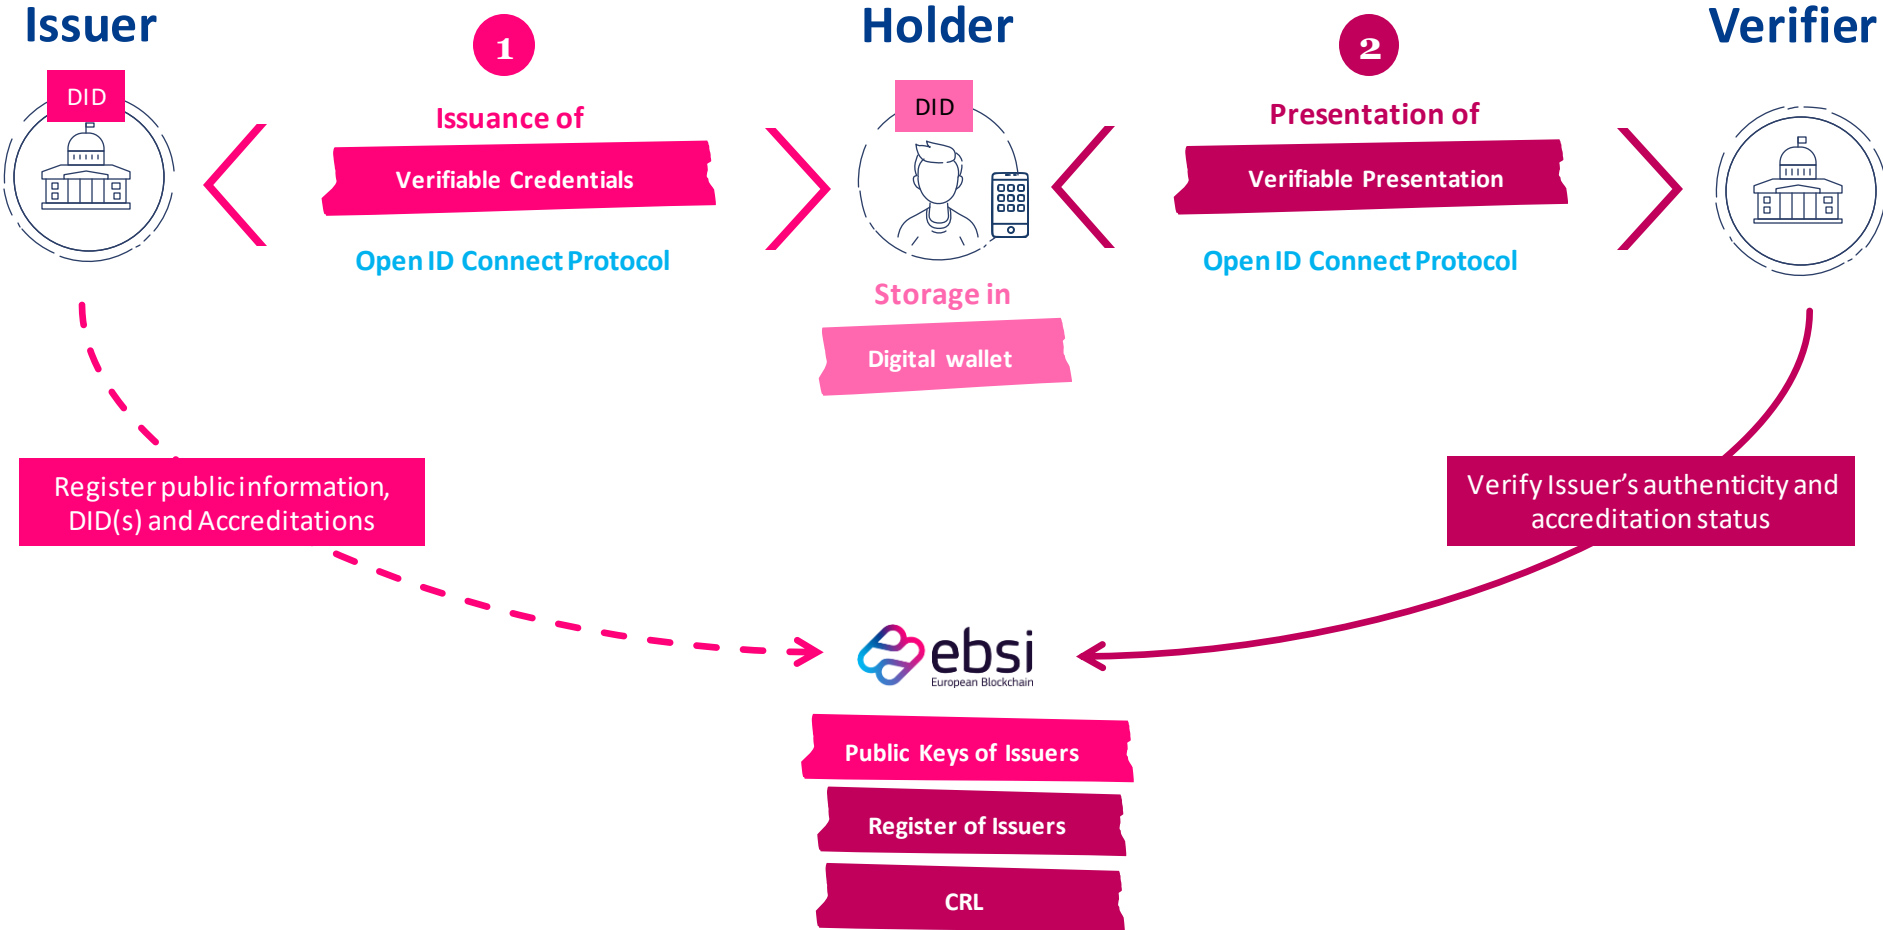 Issuer
1
Holder
2
Verifier
DID
DID
Issuance of
Verifiable Credentials
Open ID Connect Protocol
Presentation of
Verifiable Presentation
Open ID Connect Protocol
Storage in
Digital wallet
Register public information,
DID(s) and Accreditations
Verify Issuer’s authenticity and
accreditation status
ebsi
European Blockchain
Public Keys of Issuers
Register of Issuers
CRL